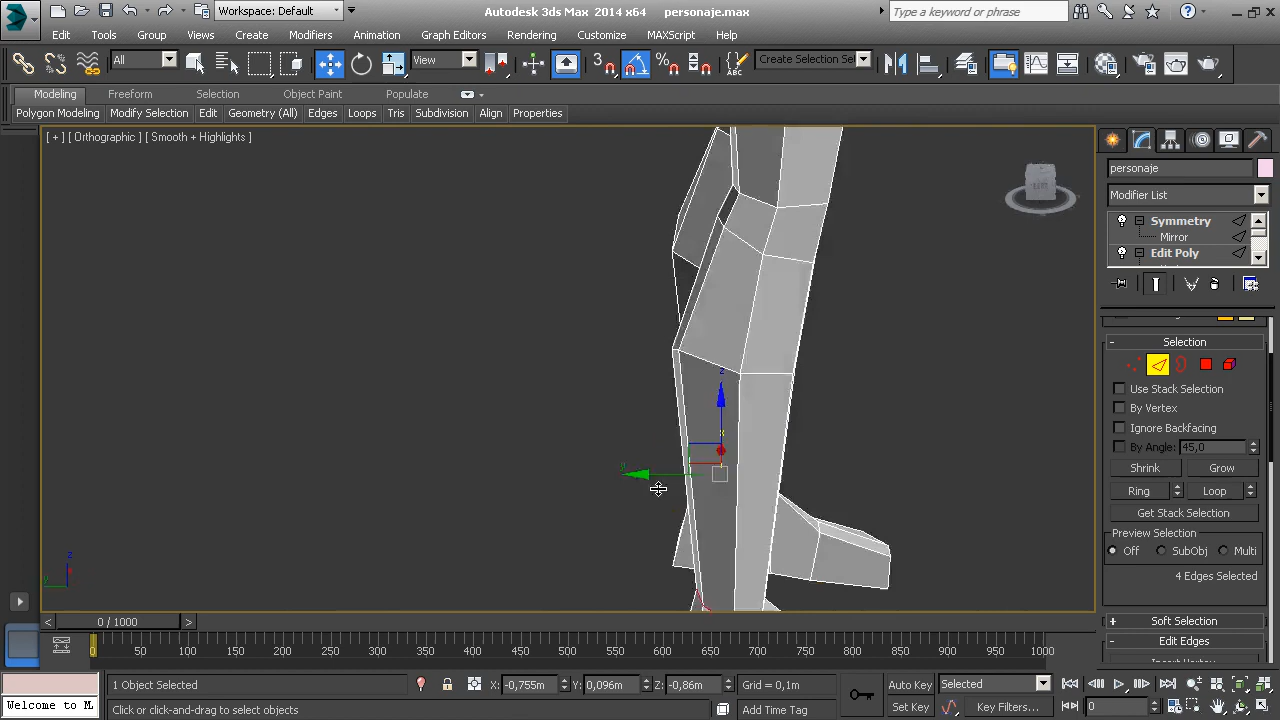 Workspace: Default
Autodesk 3ds Max 2014 x64 personaje.max
Type a keyword or phrase
Edit Tools Group Views Create Modifiers Animation Graph Editors Rendering Customize MAXScript Help
All View 3 Create Selection Se
Modeling Freeform Selection Object Paint Populate
Polygon Modeling Modify Selection Edit Geometry (All) Edges Loops Tris Subdivision Align Properties
[ + ] [ Orthographic ] [ Smooth + Highlights ]
personaje
Modifier List
Symmetry
Mirror
Edit Poly
Selection
Use Stack Selection
By Vertex
Ignore Backfacing
By Angle: 45,0
Shrink Grow
Ring Loop
Get Stack Selection
Preview Selection
Off SubObj Multi
4 Edges Selected
Soft Selection
Edit Edges
z
x
y
z
y
0 / 1000
0 50 100 150 200 250 300 350 400 450 500 550 600 650 700 750 800 850 900 950 1000
1 Object Selected X: -0,755m Y: 0,096m Z: -0,86m Grid = 0,1m Auto Key Selected
Welcome to M Click or click-and-drag to select objects Add Time Tag Set Key Key Filters... 0